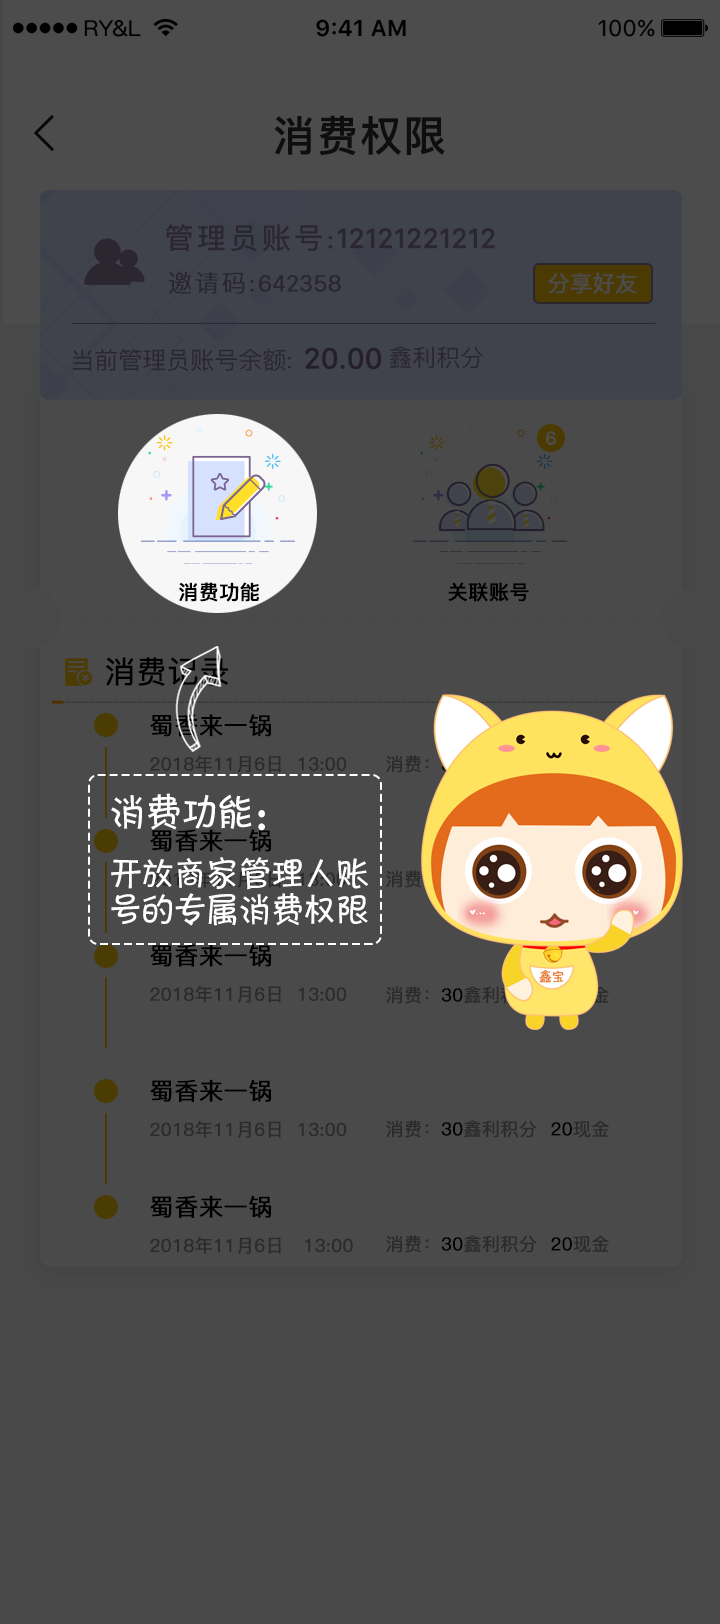 RY&L 9:41 AM 100%
消费权限
管理员账号:12121221212
邀请码:642358
分享好友
当前管理员账号余额: 20.00 鑫利积分
6
消费功能
关联账号
消费记录
蜀香来一锅
2018年11月6日 13:00 消费:
消费功能：
蜀香来一锅
开放商家管理人账
消费
号的专属消费权限
蜀香来一锅
鑫宝
2018年11月6日 13:00 消费: 30鑫利 金
蜀香来一锅
2018年11月6日 13:00 消费: 30鑫利积分 20现金
蜀香来一锅
2018年11月6日 13:00 消费: 30鑫利积分 20现金